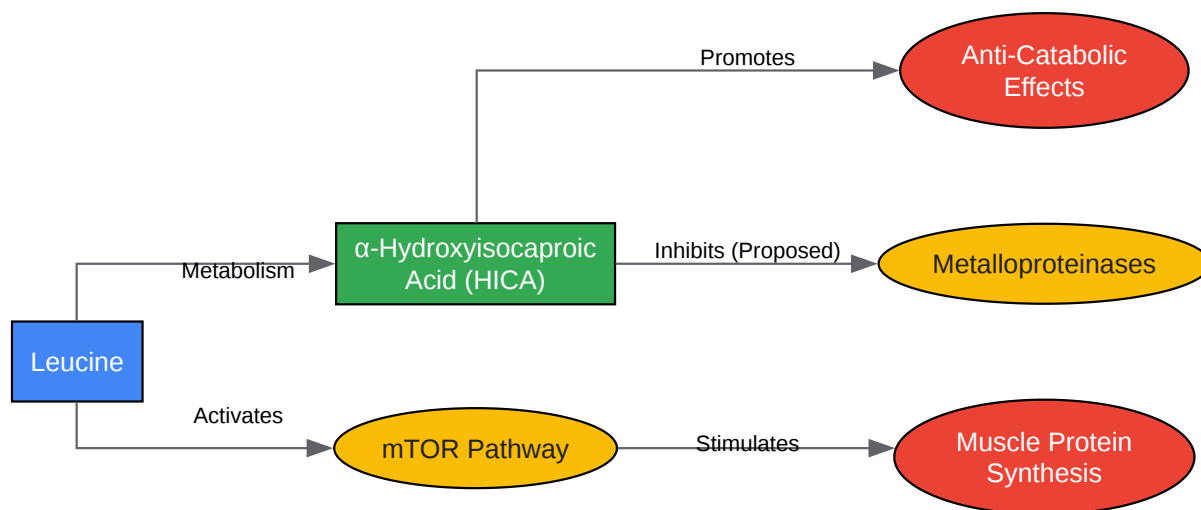 Promotes
Anti-Catabolic
Effects
α-Hydroxyisocaproic
Acid (HICA)
Inhibits (Proposed)
Metalloproteinases
Metabolism
Leucine
Activates
mTOR Pathway
Stimulates
Muscle Protein
Synthesis